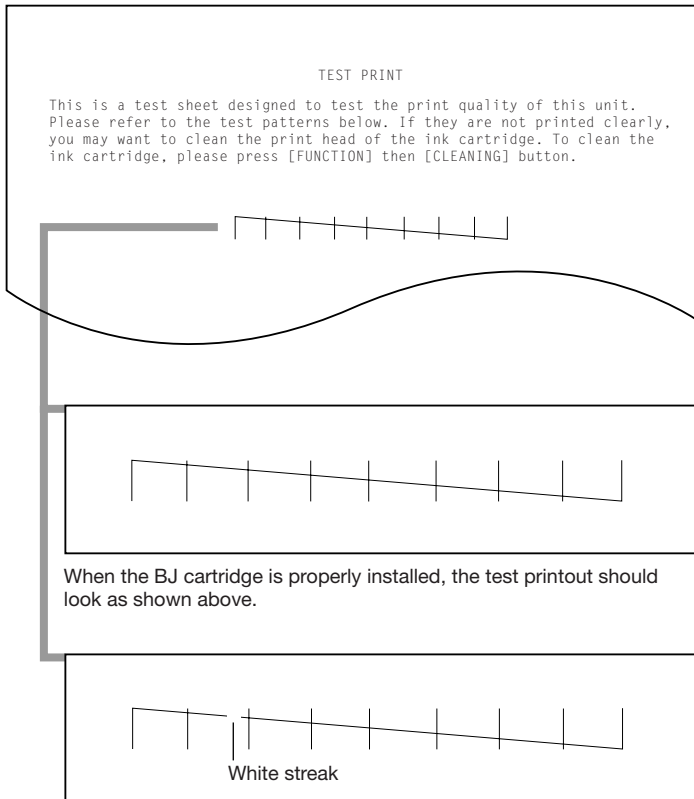 TEST PRINT
This is a test sheet designed to test the print quality of this unit.
Please refer to the test patterns below. If they are not printed clearly,
you may want to clean the print head of the ink cartridge. To clean the
ink cartridge, please press [FUNCTION] then [CLEANING] button.
When the BJ cartridge is properly installed, the test printout should
look as shown above.
White streak